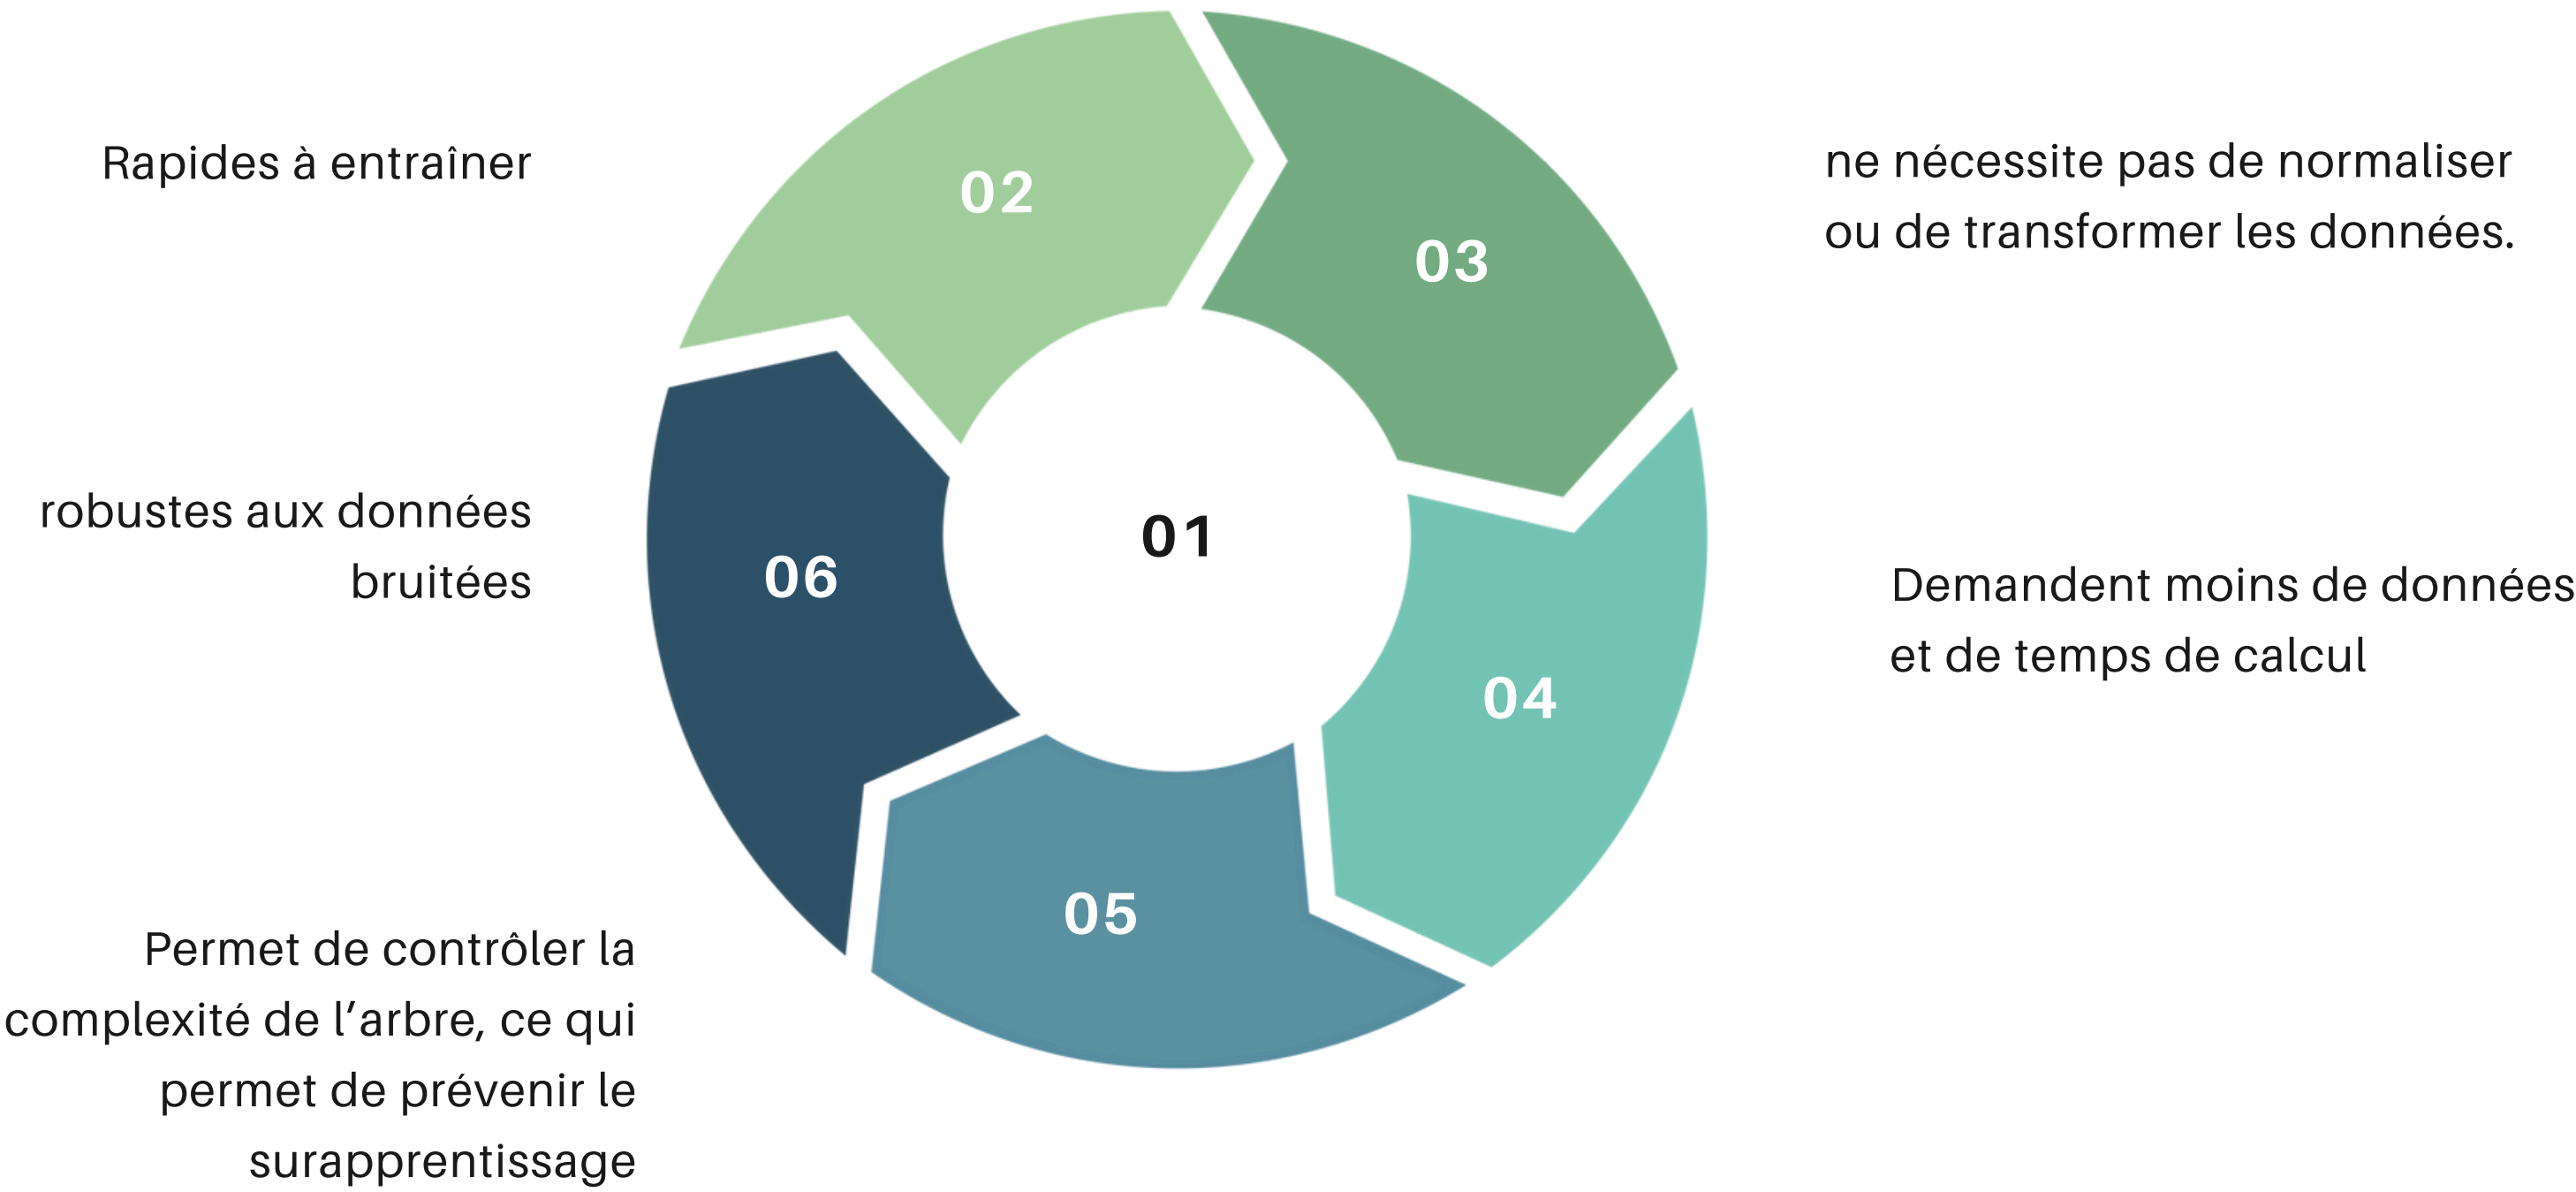 Rapides à entraîner
02
03
ne nécessite pas de normaliser
ou de transformer les données.
robustes aux données
bruitées
06
01
04
Demandent moins de données
et de temps de calcul
05
Permet de contrôler la
complexité de l’arbre, ce qui
permet de prévenir le
surapprentissage